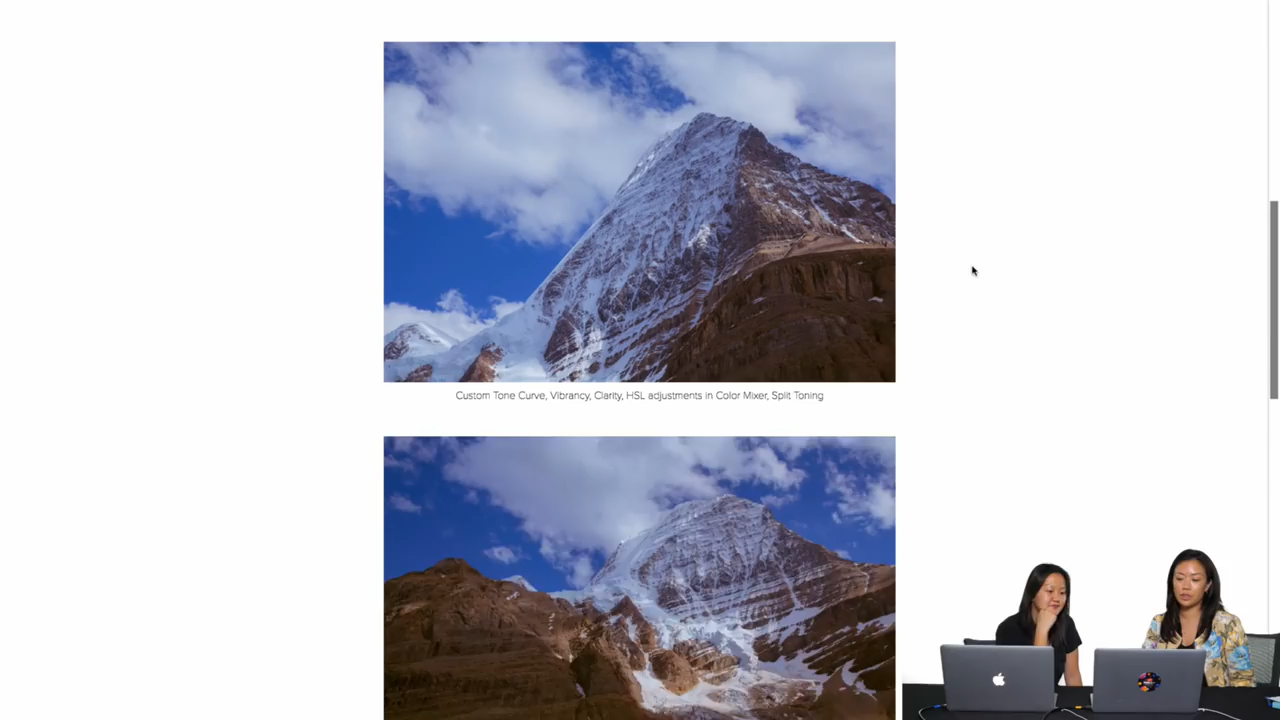 Custom Tone Curve, Vibrancy, Clarity, HSL adjustments in Color Mixer, Split Toning